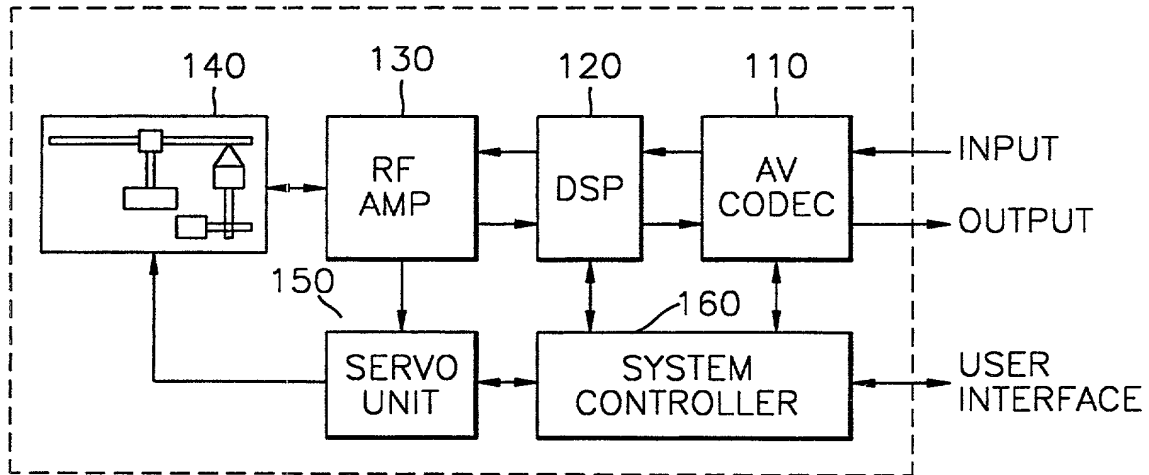 140
130
120
110
RF
AMP
DSP
AV
CODEC
INPUT
OUTPUT
150
160
SERVO
UNIT
SYSTEM
CONTROLLER
USER
INTERFACE